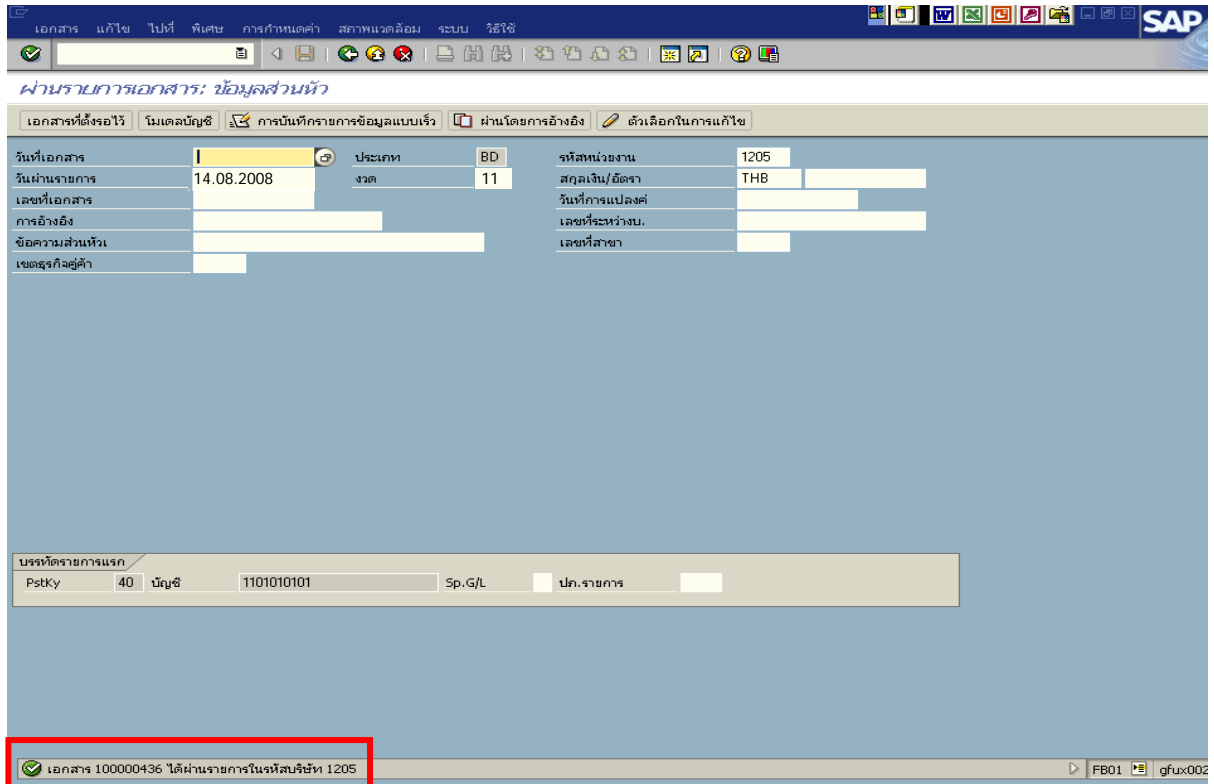 เอกสาร แก้ไข ไปที่ พิเศษ การกำหนดค่า สภาพแวดล้อม ระบบ วิธีใช้
SAP
ผ่านรายการเอกสาร: ข้อมูลส่วนหัว
เอกสารที่ตั้งรอไว้ โมเดลบัญชี การบันทึกรายการข้อมูลแบบเร็ว ผ่านโดยการอ้างอิง ตัวเลือกในการแก้ไข
วันที่เอกสาร ประเภท BD รหัสหน่วยงาน 1205
วันผ่านรายการ 14.08.2008 งวด 11 สกุลเงิน/อัตรา THB
เลขที่เอกสาร วันที่การแปลงค่
การอ้างอิง เลขที่ระหว่างบ.
ข้อความส่วนหัวเ เลขที่สาขา
เขตธุรกิจคู่ค้า
บรรทัดรายการแรก
PstKy 40 บัญชี 1101010101 Sp.G/L ปภ.รายการ
เอกสาร 100000436 ได้ผ่านรายการในรหัสบริษัท 1205
FB01 gfux002